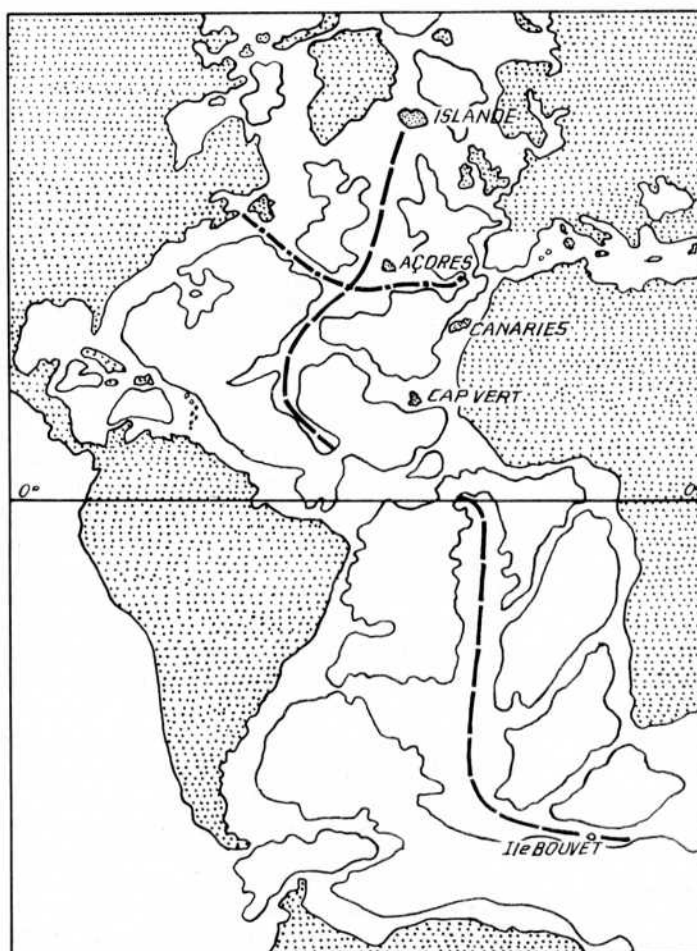 ISLANDE
AÇORES
CANARIES
CAP VERT
0°
0°
Ile BOUVET